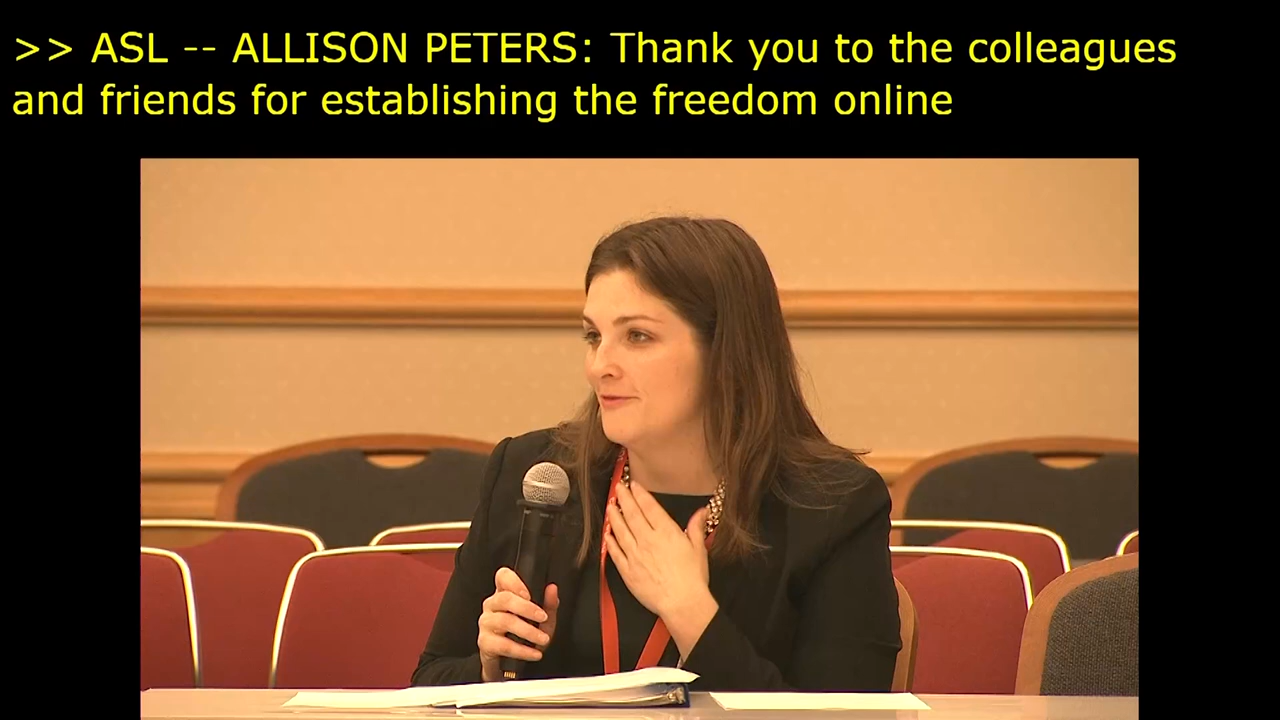 >> ASL -- ALLISON PETERS: Thank you to the colleagues
and friends for establishing the freedom online